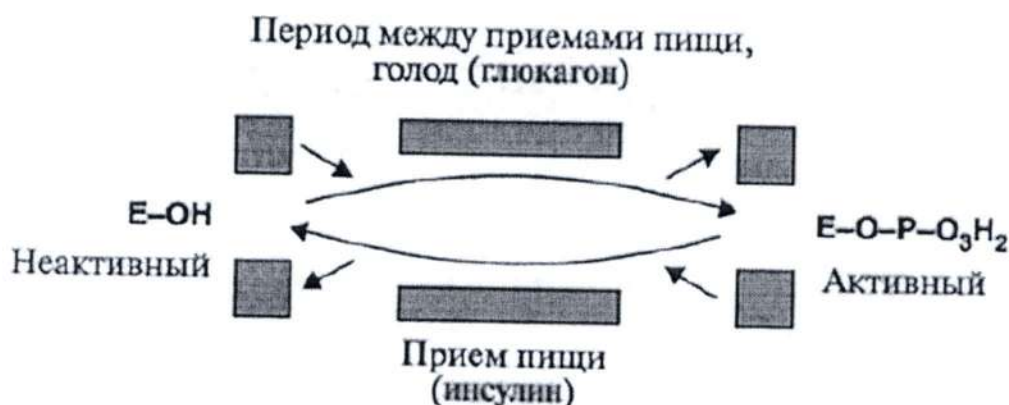 Период между приемами пищи,
голод (глюкагон)
E–OH
Неактивный
E–O–P–O₃H₂
Активный
Прием пищи
(инсулин)